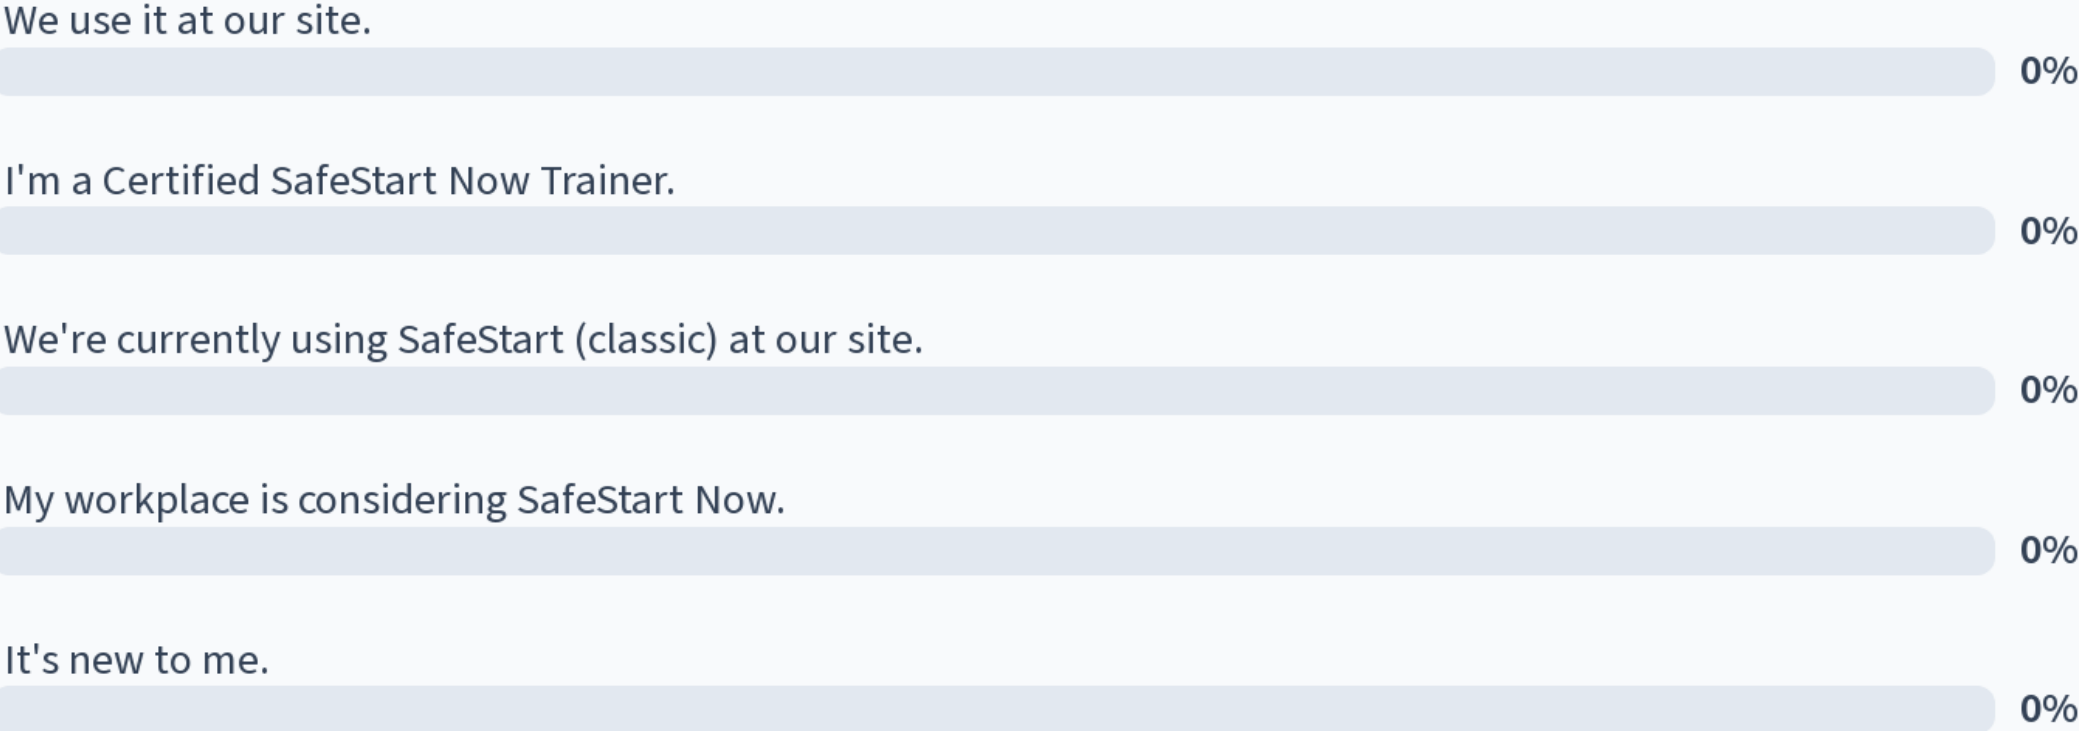 We use it at our site.
0%
I'm a Certified SafeStart Now Trainer.
0%
We're currently using SafeStart (classic) at our site.
0%
My workplace is considering SafeStart Now.
0%
It's new to me.
0%